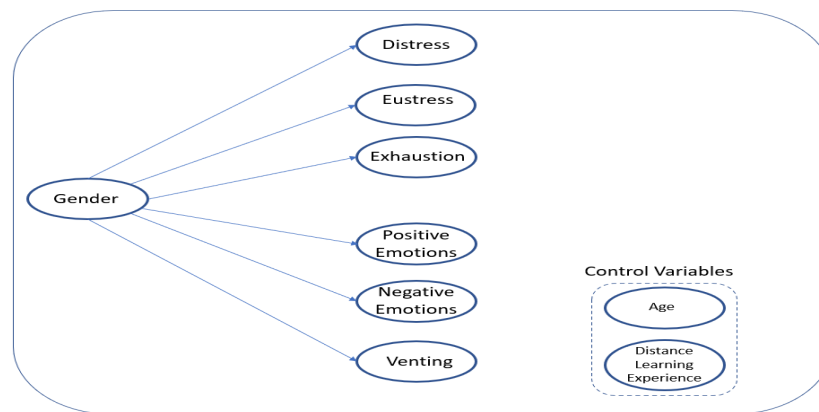 Distress
Eustress
Exhaustion
Gender
Positive
Emotions
Negative
Emotions
Venting
Control Variables
Age
Distance
Learning
Experience